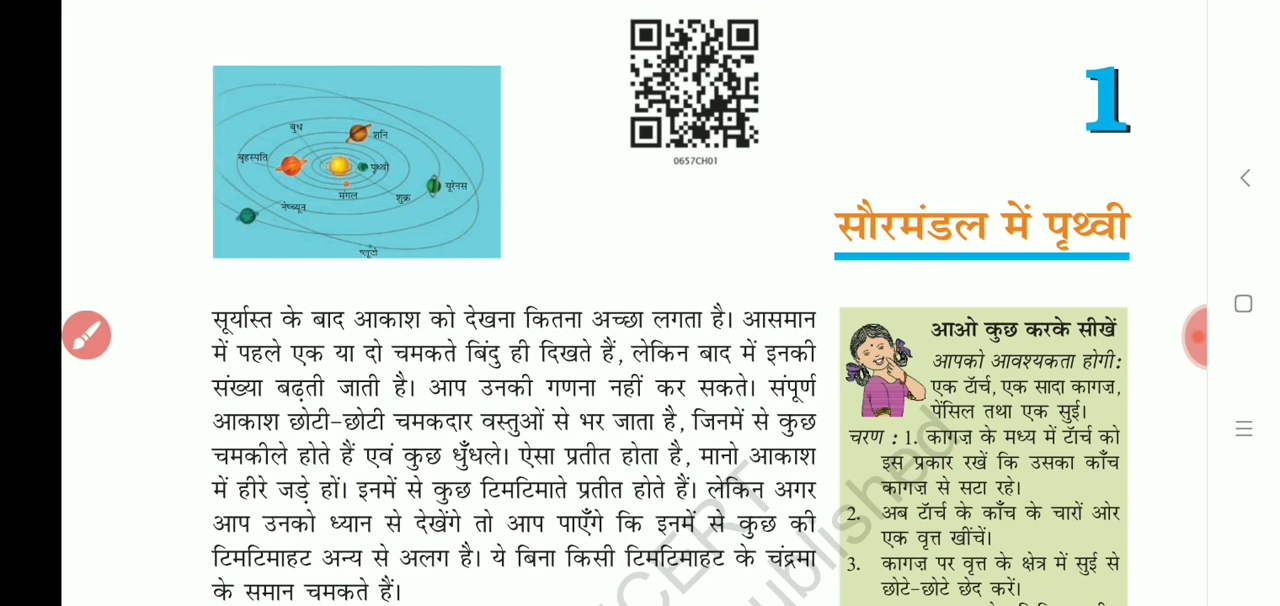 बुध
शनि
बृहस्पति
पृथ्वी
मंगल
शुक्र
यूरेनस
नेप्च्यून
प्लूटो
0657CH01
1
सौरमंडल में पृथ्वी
सूर्यास्त के बाद आकाश को देखना कितना अच्छा लगता है। आसमान
में पहले एक या दो चमकते बिंदु ही दिखते हैं, लेकिन बाद में इनकी
संख्या बढ़ती जाती है। आप उनकी गणना नहीं कर सकते। संपूर्ण
आकाश छोटी-छोटी चमकदार वस्तुओं से भर जाता है, जिनमें से कुछ
चमकीले होते हैं एवं कुछ धुँधले। ऐसा प्रतीत होता है, मानो आकाश
में हीरे जड़े हों। इनमें से कुछ टिमटिमाते प्रतीत होते हैं। लेकिन अगर
आप उनको ध्यान से देखेंगे तो आप पाएँगे कि इनमें से कुछ की
टिमटिमाहट अन्य से अलग है। ये बिना किसी टिमटिमाहट के चंद्रमा
के समान चमकते हैं।
आओ कुछ करके सीखें
आपको आवश्यकता होगी:
एक टॉर्च, एक सादा कागज,
पेंसिल तथा एक सुई।
चरण : 1. कागज़ के मध्य में टॉर्च को
इस प्रकार रखें कि उसका काँच
कागज़ से सटा रहे।
2. अब टॉर्च के काँच के चारों ओर
एक वृत्त खींचें।
3. कागज़ पर वृत्त के क्षेत्र में सुई से
छोटे-छोटे छेद करें।
NCERT
published